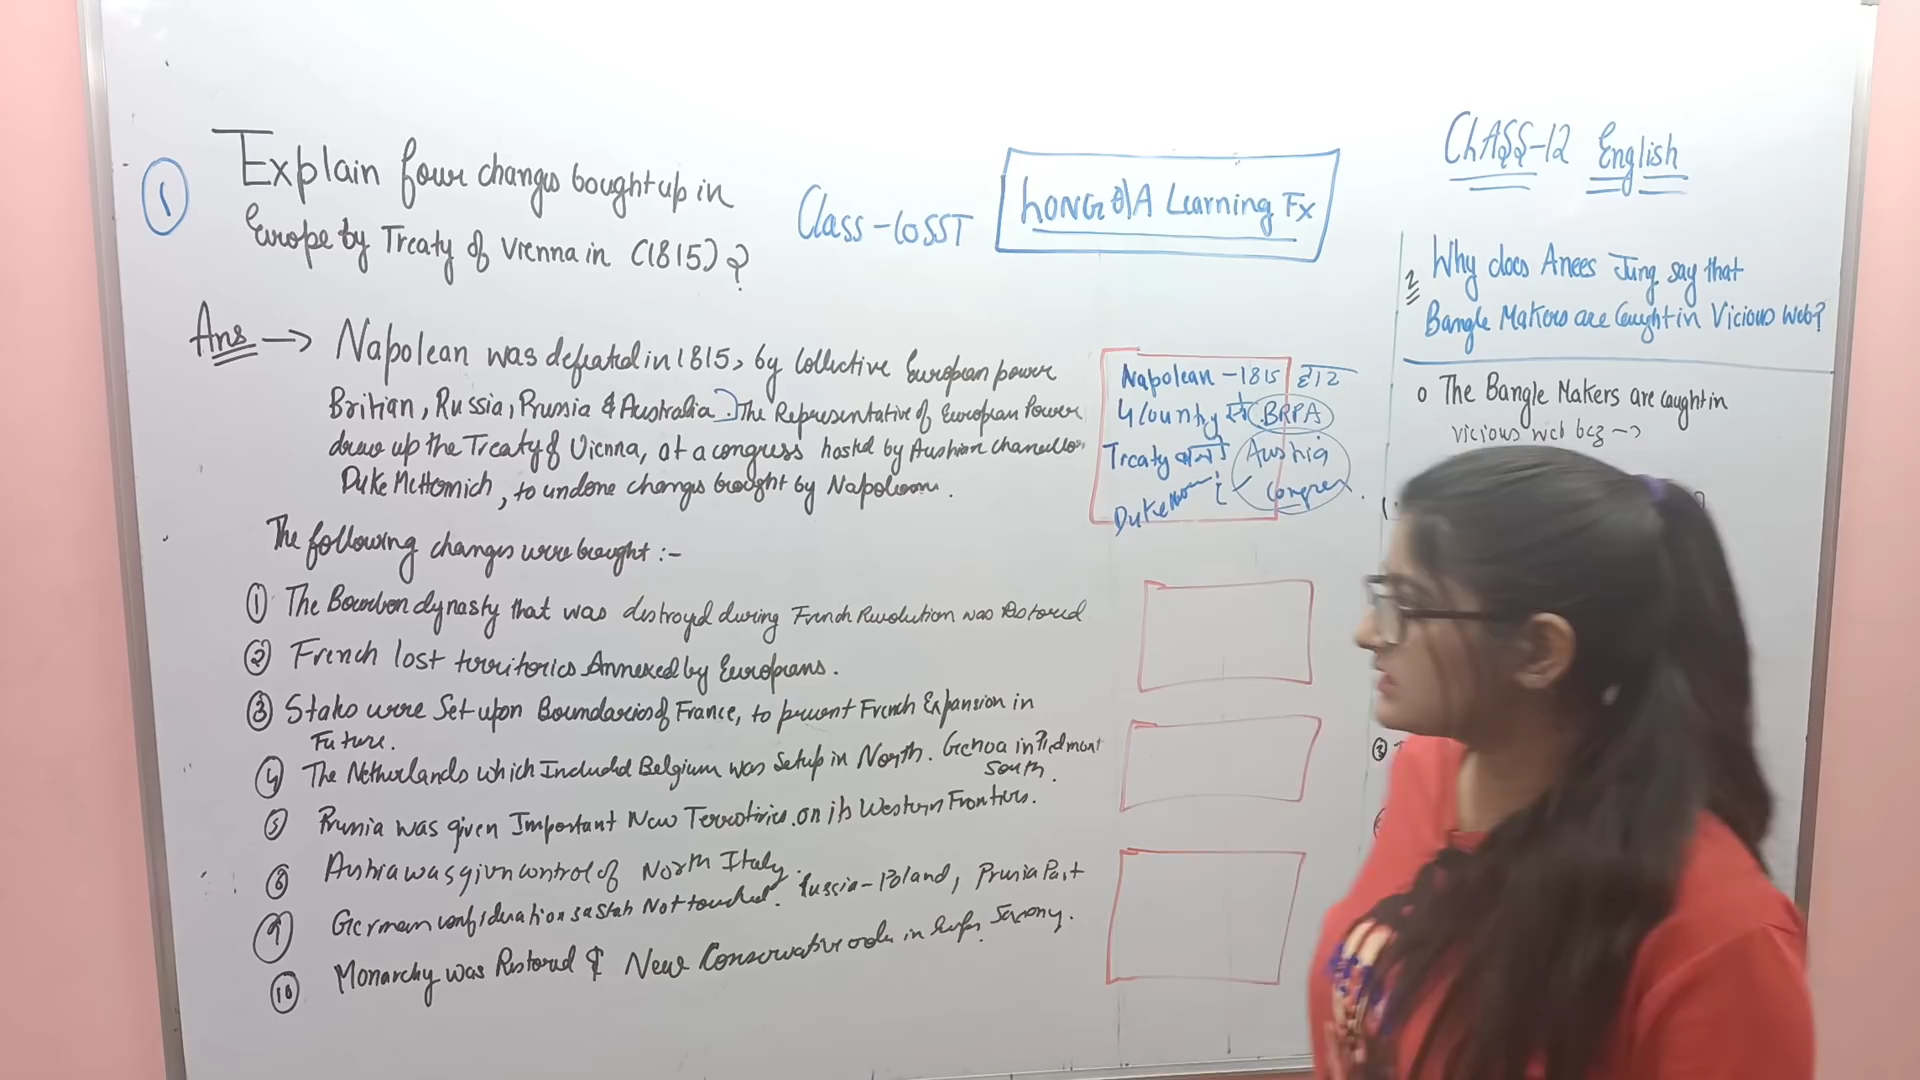 1 Explain four changes bought up in
Europe by Treaty of Vienna in (1815)?
Class-10 SST
LONG Q/A Learning Fx
CLASS-12 English
Ans → Napolean was defeated in 1815, by Collective European power
Britian, Russia, Prussia & Australia. The Representative of European Power
draw up the Treaty of Vienna, at a congress hosted by Austrian Chancellor
Duke Metternich, to undone changes brought by Napoleon.
The following changes were brought :-
① The Bourbon dynasty that was destroyed during French Revolution was Restored
② French lost territories Annexed by Europeans.
③ States were Set upon Boundaries of France, to prevent French Expansion in
Future.
④ The Netherlands which Included Belgium was Setup in North. Genoa in Piedmont
South.
⑤ Prussia was given Important New Terrotiries on its Western Frontiers.
⑥ Austria was given control of North Italy.
⑨ German confideration Not touched. Russia-Poland, Prussia Part
Saxony.
⑩ Monarchy was Restored & New Conservative order in
Napolean - 1815
4 Country BRPA
Treaty Austria
Duke Congress
2 Why does Anees Jung say that
Bangle Makers are Caught in Vicious Web?
o The Bangle Makers are caught in
vicious web bcz →